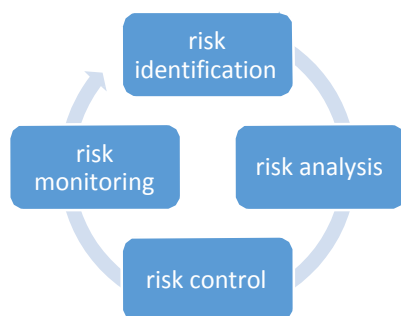 risk
identification
risk analysis
risk control
risk
monitoring